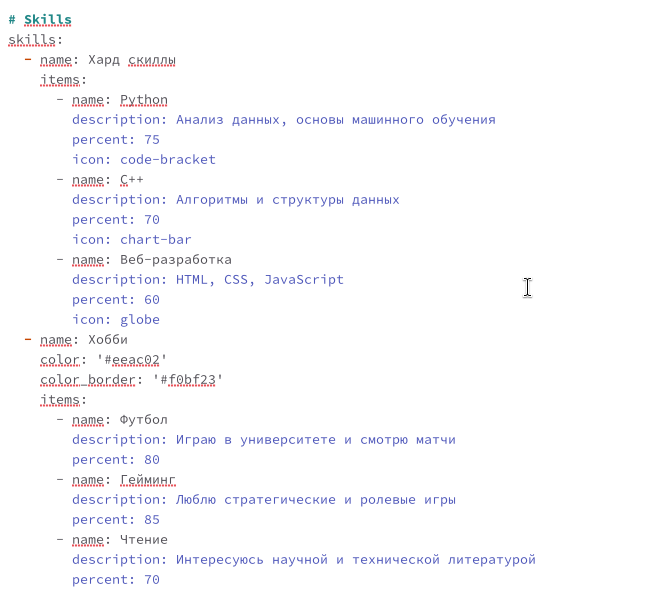 # Skills
skills:
  - name: Хард скиллы
    items:
      - name: Python
        description: Анализ данных, основы машинного обучения
        percent: 75
        icon: code-bracket
      - name: C++
        description: Алгоритмы и структуры данных
        percent: 70
        icon: chart-bar
      - name: Веб-разработка
        description: HTML, CSS, JavaScript
        percent: 60
        icon: globe
  - name: Хобби
    color: '#eeac02'
    color_border: '#f0bf23'
    items:
      - name: Футбол
        description: Играю в университете и смотрю матчи
        percent: 80
      - name: Гейминг
        description: Люблю стратегические и ролевые игры
        percent: 85
      - name: Чтение
        description: Интересуюсь научной и технической литературой
        percent: 70